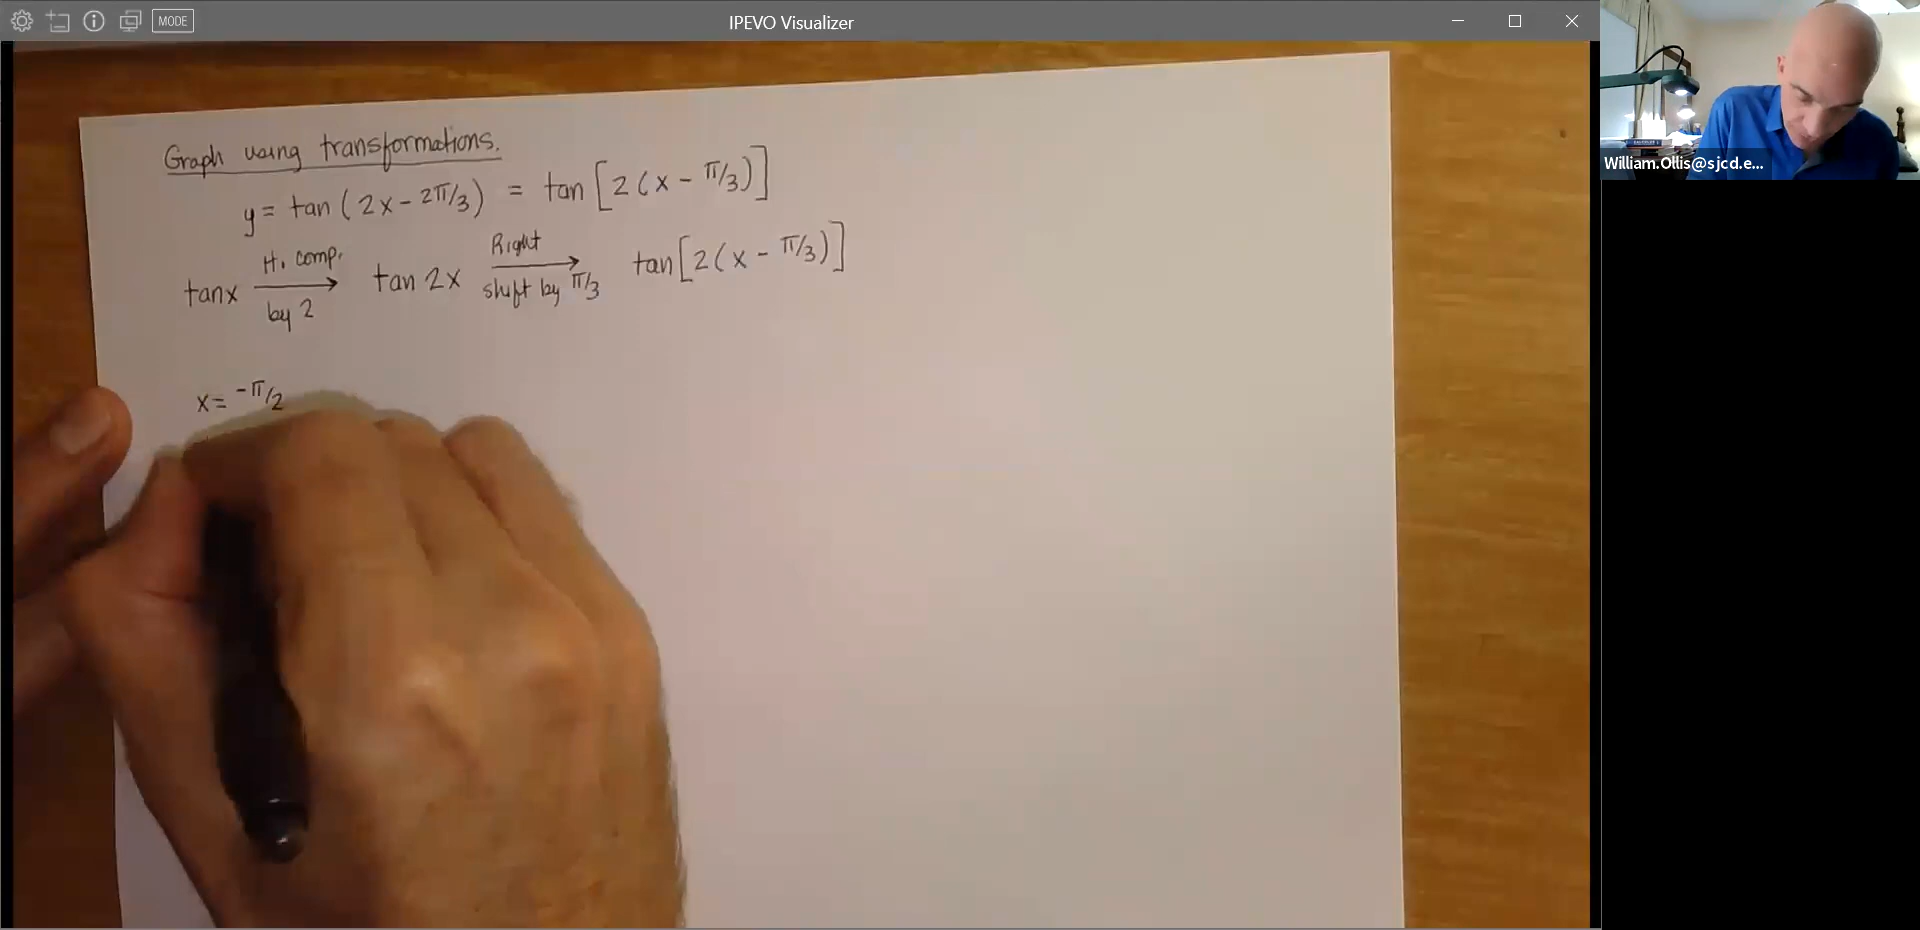 MODE
IPEVO Visualizer
William.Ollis@sjcd.e...
Graph using transformations.
y = tan (2x - 2π/3) = tan [2(x - π/3)]
tanx H. comp. by 2 → tan 2x Right shift by π/3 → tan[2(x - π/3)]
x = -π/2